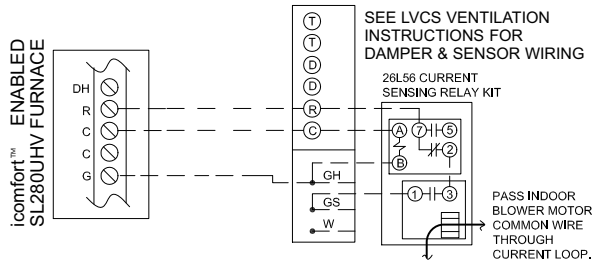 SEE LVCS VENTILATION
INSTRUCTIONS FOR
DAMPER & SENSOR WIRING
26L56 CURRENT
SENSING RELAY KIT
icomfort™ ENABLED
SL280UHV FURNACE
DH
R
C
C
G
T
T
D
D
R
C
GH
GS
W
A
7
5
2
B
1
3
PASS INDOOR
BLOWER MOTOR
COMMON WIRE
THROUGH
CURRENT LOOP.